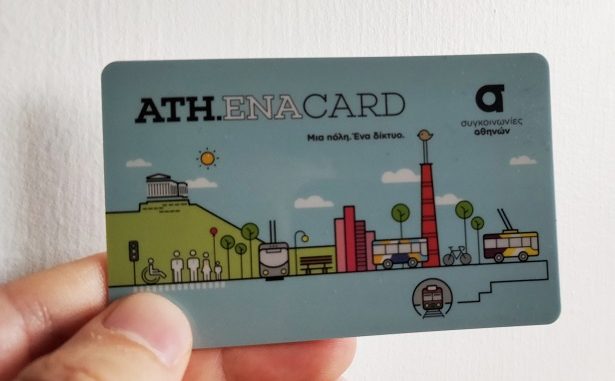 ATH.ENACARD
Μια πόλη. Ένα δίκτυο.
συγκοινωνίες
αθηνών